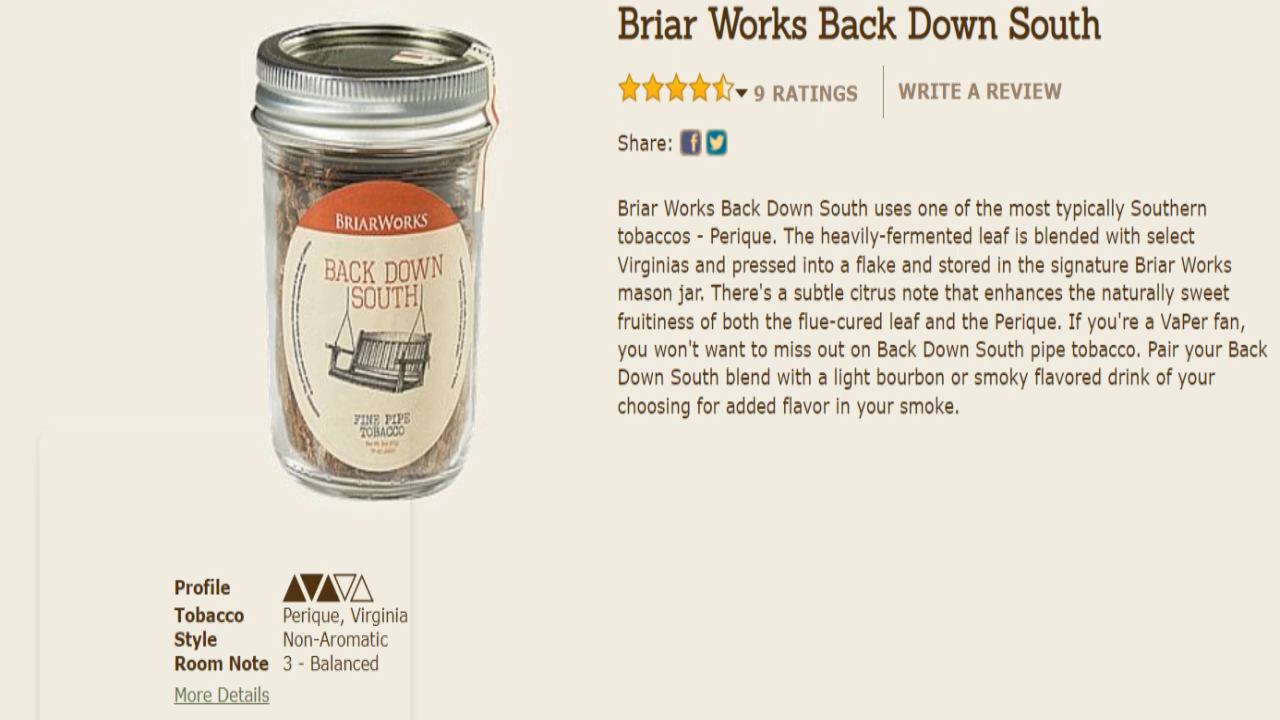 Briar Works Back Down South
9 RATINGS
WRITE A REVIEW
Share:
Briar Works Back Down South uses one of the most typically Southern
tobaccos - Perique. The heavily-fermented leaf is blended with select
Virginias and pressed into a flake and stored in the signature Briar Works
mason jar. There's a subtle citrus note that enhances the naturally sweet
fruitiness of both the flue-cured leaf and the Perique. If you're a VaPer fan,
you won't want to miss out on Back Down South pipe tobacco. Pair your Back
Down South blend with a light bourbon or smoky flavored drink of your
choosing for added flavor in your smoke.
BRIARWORKS
BACK DOWN
SOUTH
FINE PIPE
TOBACCO
Profile
Tobacco Perique, Virginia
Style Non-Aromatic
Room Note 3 - Balanced
More Details